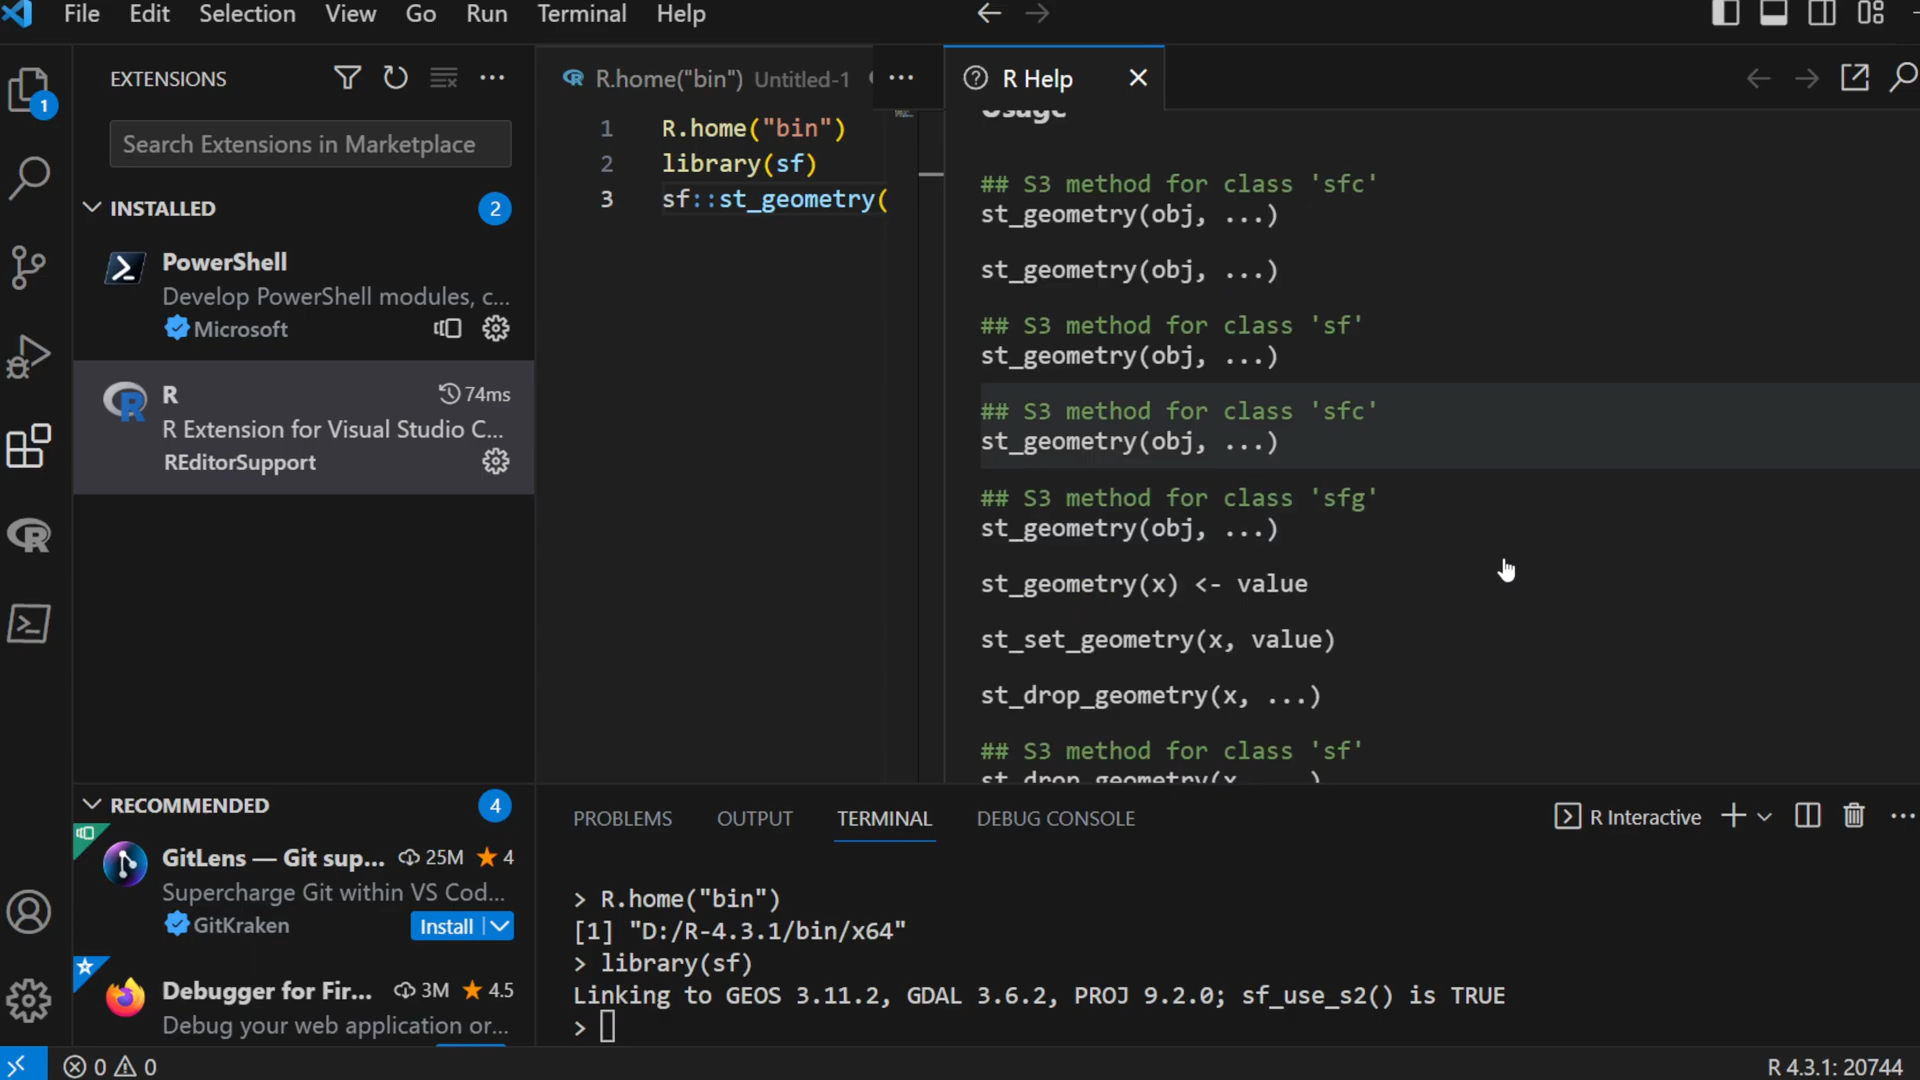 File Edit Selection View Go Run Terminal Help
EXTENSIONS
1
Search Extensions in Marketplace
INSTALLED 2
PowerShell
Develop PowerShell modules, c...
Microsoft
R 74ms
R Extension for Visual Studio C...
REditorSupport
RECOMMENDED 4
GitLens — Git sup... 25M 4
Supercharge Git within VS Cod...
GitKraken Install
Debugger for Fir... 3M 4.5
Debug your web application or...
R.home("bin") Untitled-1 ...
1 R.home("bin")
2 library(sf)
3 sf::st_geometry(
R Help
Usage
## S3 method for class 'sfc'
st_geometry(obj, ...)
st_geometry(obj, ...)
## S3 method for class 'sf'
st_geometry(obj, ...)
## S3 method for class 'sfc'
st_geometry(obj, ...)
## S3 method for class 'sfg'
st_geometry(obj, ...)
st_geometry(x) <- value
st_set_geometry(x, value)
st_drop_geometry(x, ...)
## S3 method for class 'sf'
st_drop_geometry(x, ...)
PROBLEMS OUTPUT TERMINAL DEBUG CONSOLE R Interactive
> R.home("bin")
[1] "D:/R-4.3.1/bin/x64"
> library(sf)
Linking to GEOS 3.11.2, GDAL 3.6.2, PROJ 9.2.0; sf_use_s2() is TRUE
>
0 0 R 4.3.1: 20744